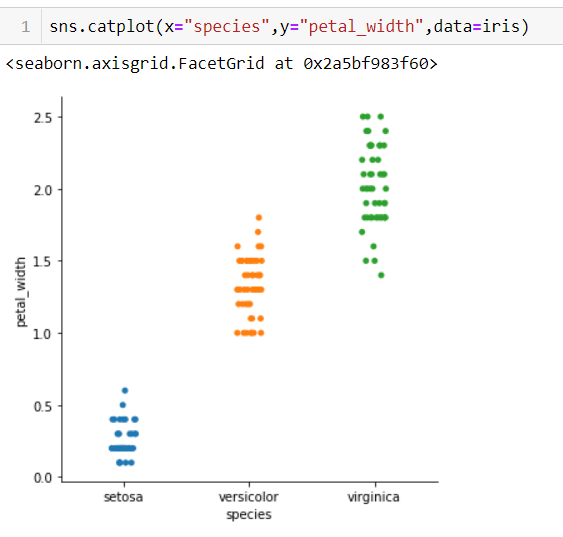 1 sns.catplot(x="species",y="petal_width",data=iris)
<seaborn.axisgrid.FacetGrid at 0x2a5bf983f60>
2.5
2.0
1.5
petal_width
1.0
0.5
0.0
setosa versicolor virginica
species